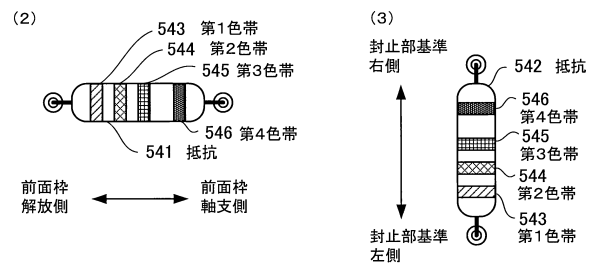 (2)
543 第1色帯
544 第2色帯
545 第3色帯
546 第4色帯
541 抵抗
前面枠
解放側
前面枠
軸支側
(3)
封止部基準
右側
542 抵抗
546
第4色帯
545
第3色帯
544
第2色帯
543
第1色帯
封止部基準
左側